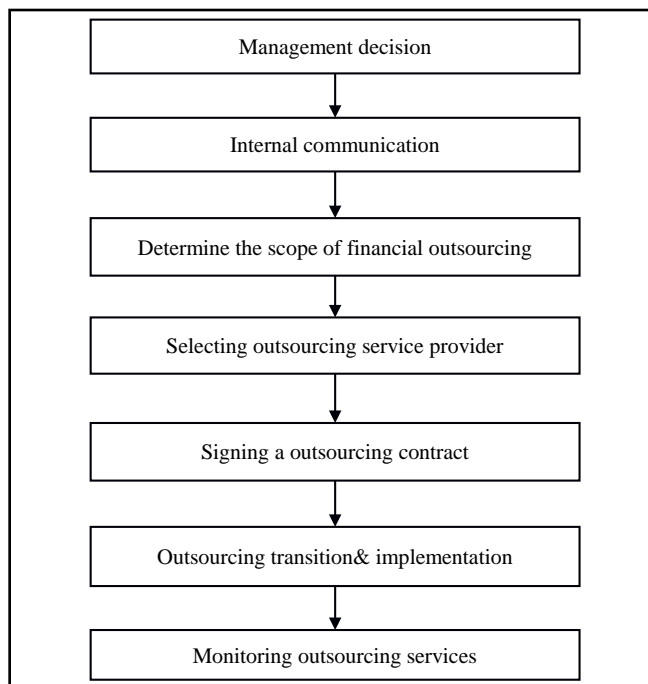 Management decision
Internal communication
Determine the scope of financial outsourcing
Selecting outsourcing service provider
Signing a outsourcing contract
Outsourcing transition& implementation
Monitoring outsourcing services